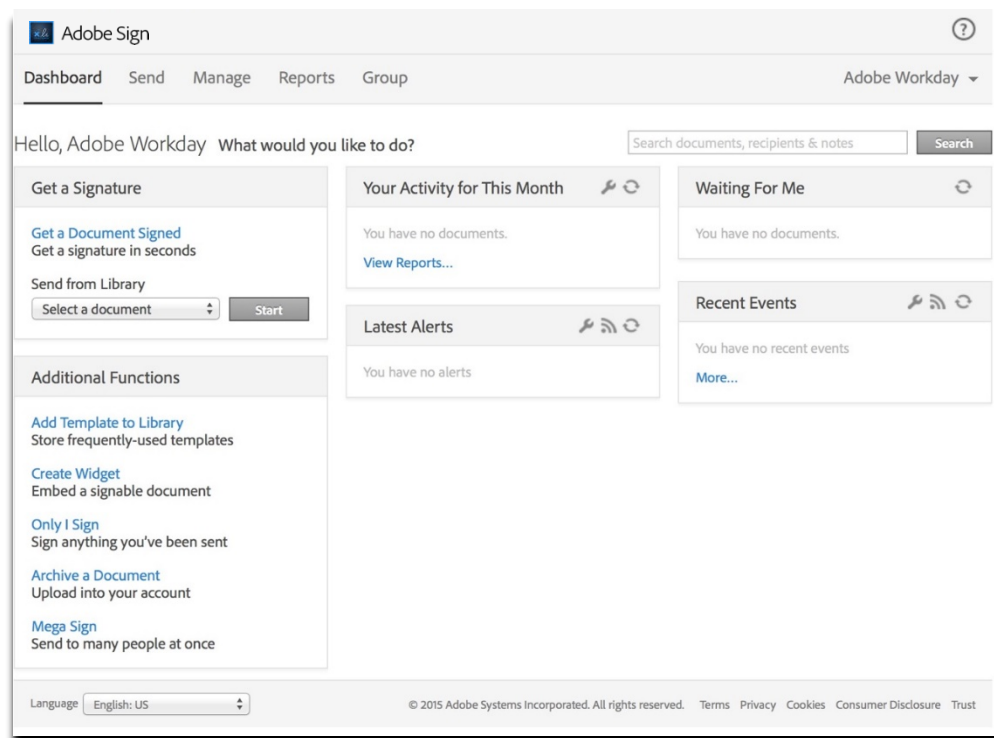 Adobe Sign
Dashboard Send Manage Reports Group
Adobe Workday
Hello, Adobe Workday What would you like to do?
Search documents, recipients & notes
Search
Get a Signature
Get a Document Signed
Get a signature in seconds
Send from Library
Select a document
Start
Additional Functions
Add Template to Library
Store frequently-used templates
Create Widget
Embed a signable document
Only I Sign
Sign anything you've been sent
Archive a Document
Upload into your account
Mega Sign
Send to many people at once
Your Activity for This Month
You have no documents.
View Reports...
Latest Alerts
You have no alerts
Waiting For Me
You have no documents.
Recent Events
You have no recent events
More...
Language English: US
© 2015 Adobe Systems Incorporated. All rights reserved. Terms Privacy Cookies Consumer Disclosure Trust